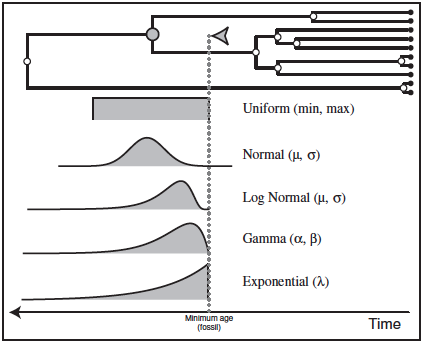 Uniform (min, max)
Normal (μ, σ)
Log Normal (μ, σ)
Gamma (α, β)
Exponential (λ)
Minimum age
(fossil)
Time